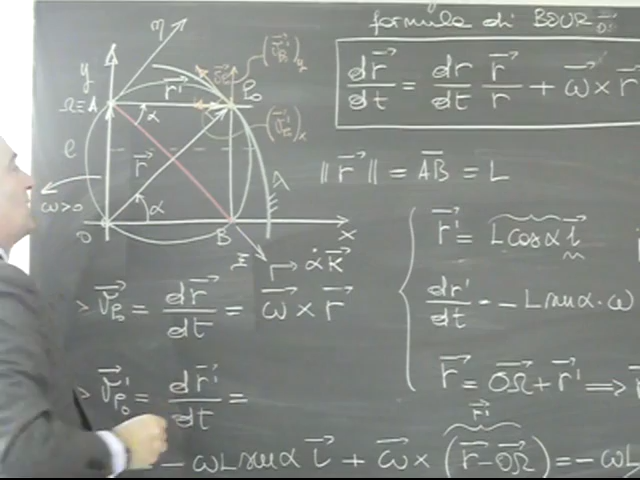 formula di BOUR
dr⃗/dt = dr/dt r⃗/r + ω⃗ × r⃗
η
y
Ω≡A
r⃗'
P₀
α
r⃗
e
ω>0
α
O
B
x
A
ξ
‖ r⃗ ‖ = AB = L
r⃗' = L cos α i⃗
α̇ K⃗
> v⃗P₀ = dr⃗/dt = ω⃗ × r⃗
dr'/dt = - L sin α · ω
> v⃗'P₀ = dr⃗'/dt =
r⃗ = OΩ⃗ + r⃗' ⟹
r⃗'
- ωL sin α i⃗ + ω⃗ × (r⃗ - OΩ⃗) = - ωL